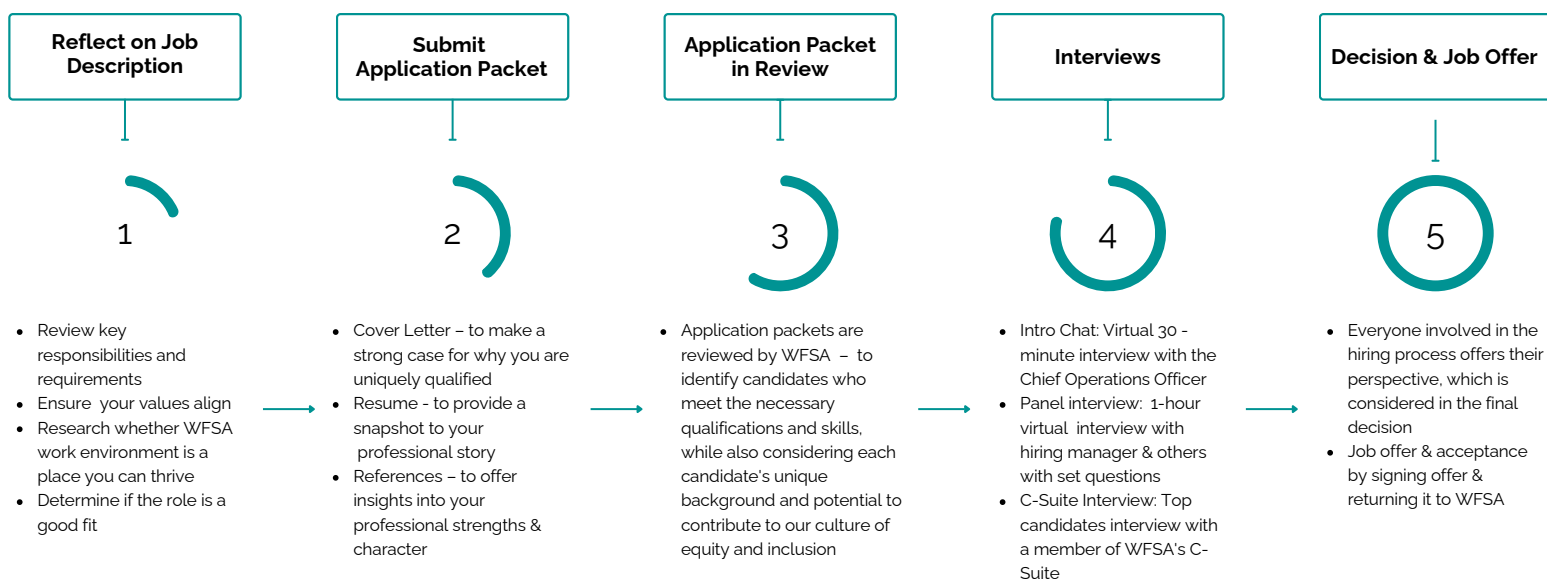 Reflect on Job
Description
Submit
Application Packet
Application Packet
in Review
Interviews
Decision & Job Offer
1
2
3
4
5
• Review key
responsibilities and
requirements
• Ensure your values align
• Research whether WFSA
work environment is a
place you can thrive
• Determine if the role is a
good fit
• Cover Letter – to make a
strong case for why you are
uniquely qualified
• Resume - to provide a
snapshot to your
professional story
• References – to offer
insights into your
professional strengths &
character
• Application packets are
reviewed by WFSA – to
identify candidates who
meet the necessary
qualifications and skills,
while also considering each
candidate's unique
background and potential to
contribute to our culture of
equity and inclusion
• Intro Chat: Virtual 30 -
minute interview with the
Chief Operations Officer
• Panel interview: 1-hour
virtual interview with
hiring manager & others
with set questions
• C-Suite Interview: Top
candidates interview with
a member of WFSA's C-
Suite
• Everyone involved in the
hiring process offers their
perspective, which is
considered in the final
decision
• Job offer & acceptance
by signing offer &
returning it to WFSA